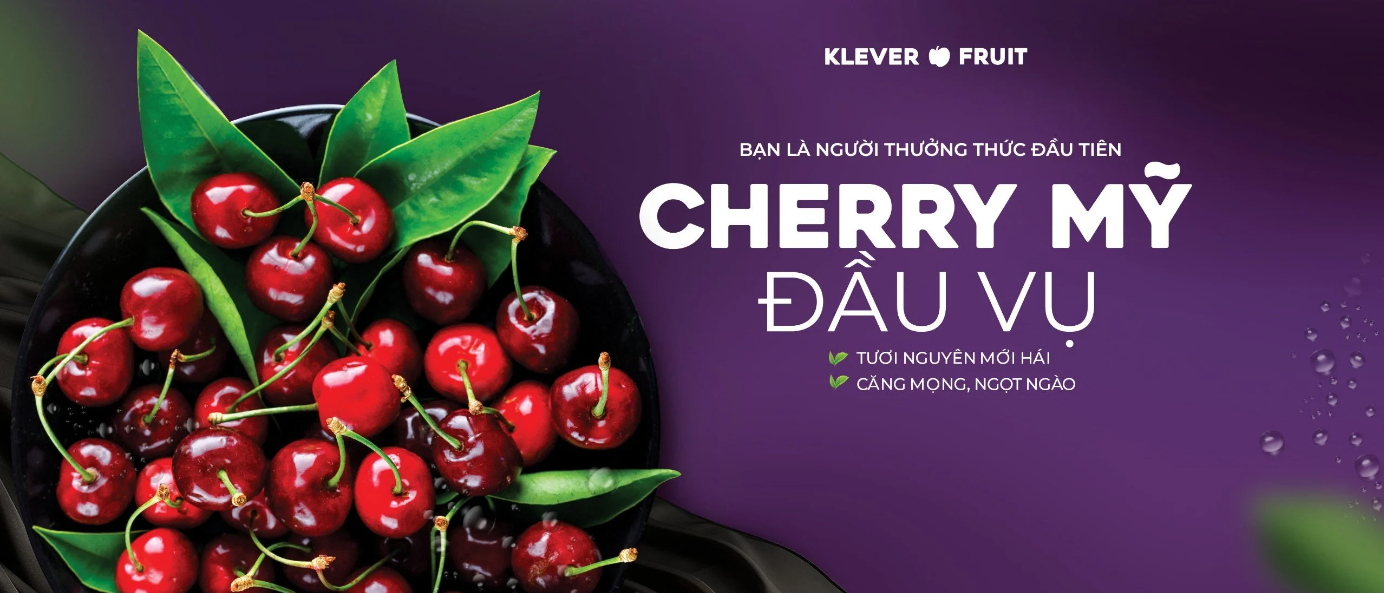 KLEVER FRUIT
BẠN LÀ NGƯỜI THƯỞNG THỨC ĐẦU TIÊN
CHERRY MỸ
ĐẦU VỤ
TƯƠI NGUYÊN MỚI HÁI
CĂNG MỌNG, NGỌT NGÀO